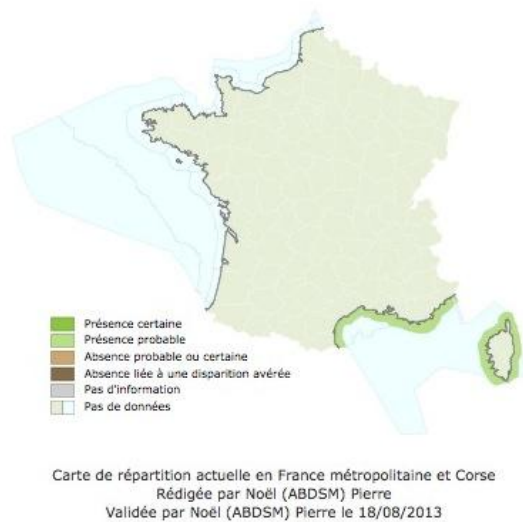 Présence certaine
Présence probable
Absence probable ou certaine
Absence liée à une disparition avérée
Pas d'information
Pas de données
Carte de répartition actuelle en France métropolitaine et Corse
Rédigée par Noël (ABDSM) Pierre
Validée par Noël (ABDSM) Pierre le 18/08/2013